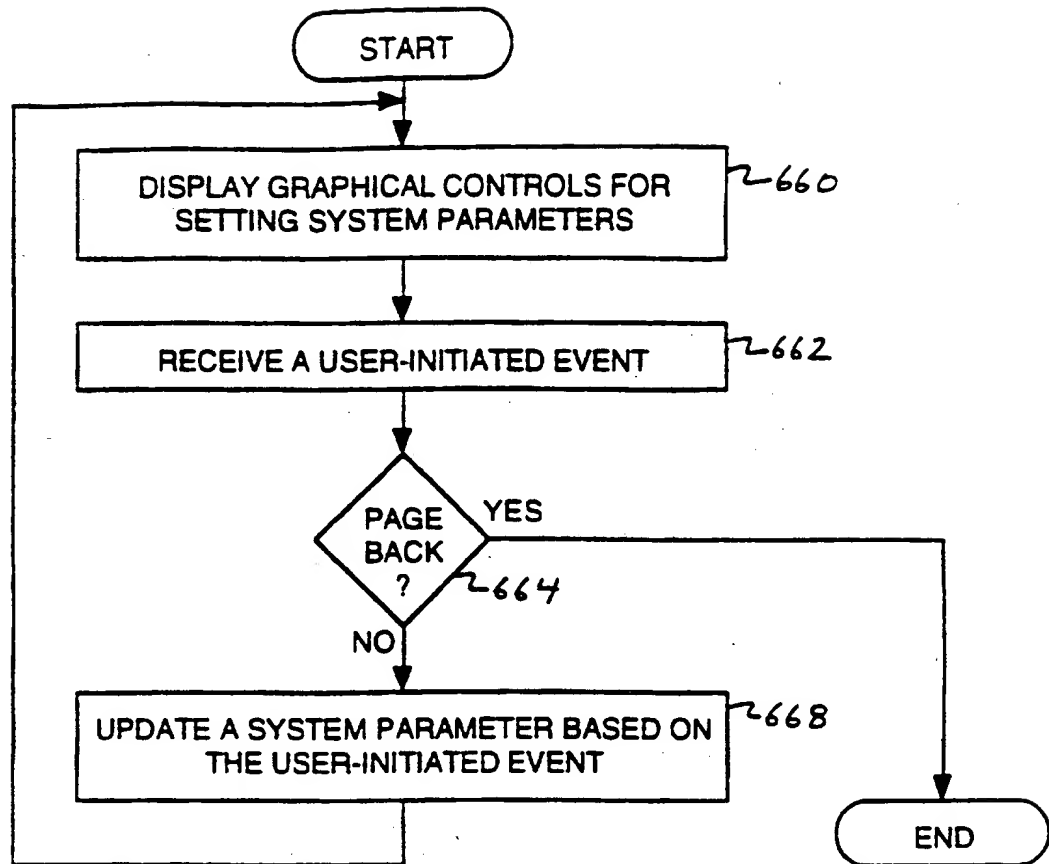 START
DISPLAY GRAPHICAL CONTROLS FOR
SETTING SYSTEM PARAMETERS
660
RECEIVE A USER-INITIATED EVENT
662
PAGE
BACK
?
YES
664
NO
UPDATE A SYSTEM PARAMETER BASED ON
THE USER-INITIATED EVENT
668
END